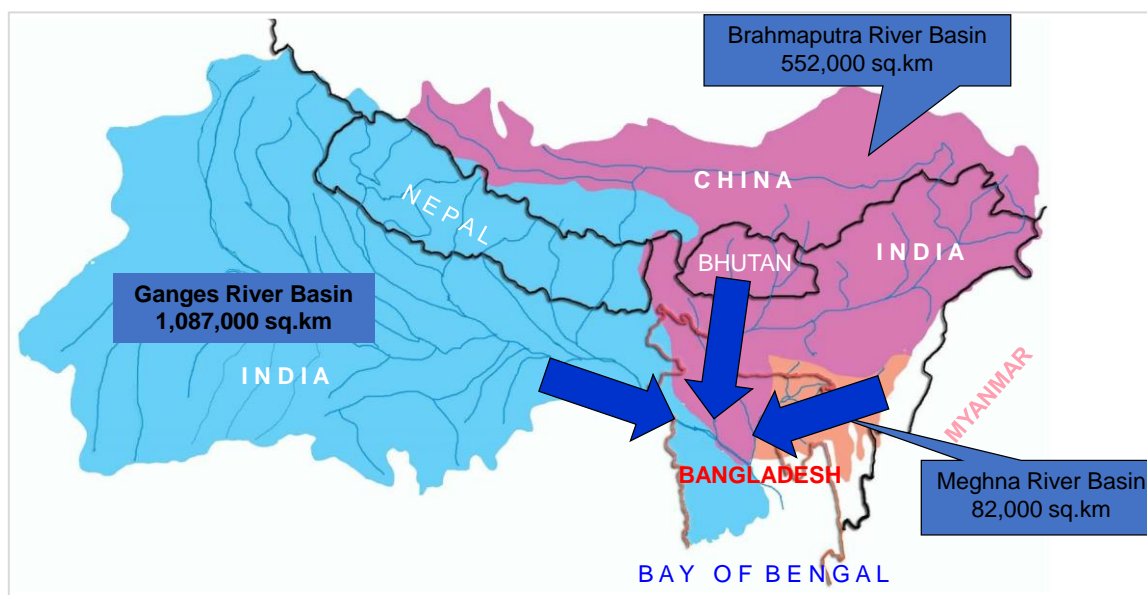 Brahmaputra River Basin
552,000 sq.km
CHINA
NEPAL
INDIA
BHUTAN
Ganges River Basin
1,087,000 sq.km
INDIA
MYANMAR
BANGLADESH
Meghna River Basin
82,000 sq.km
BAY OF BENGAL